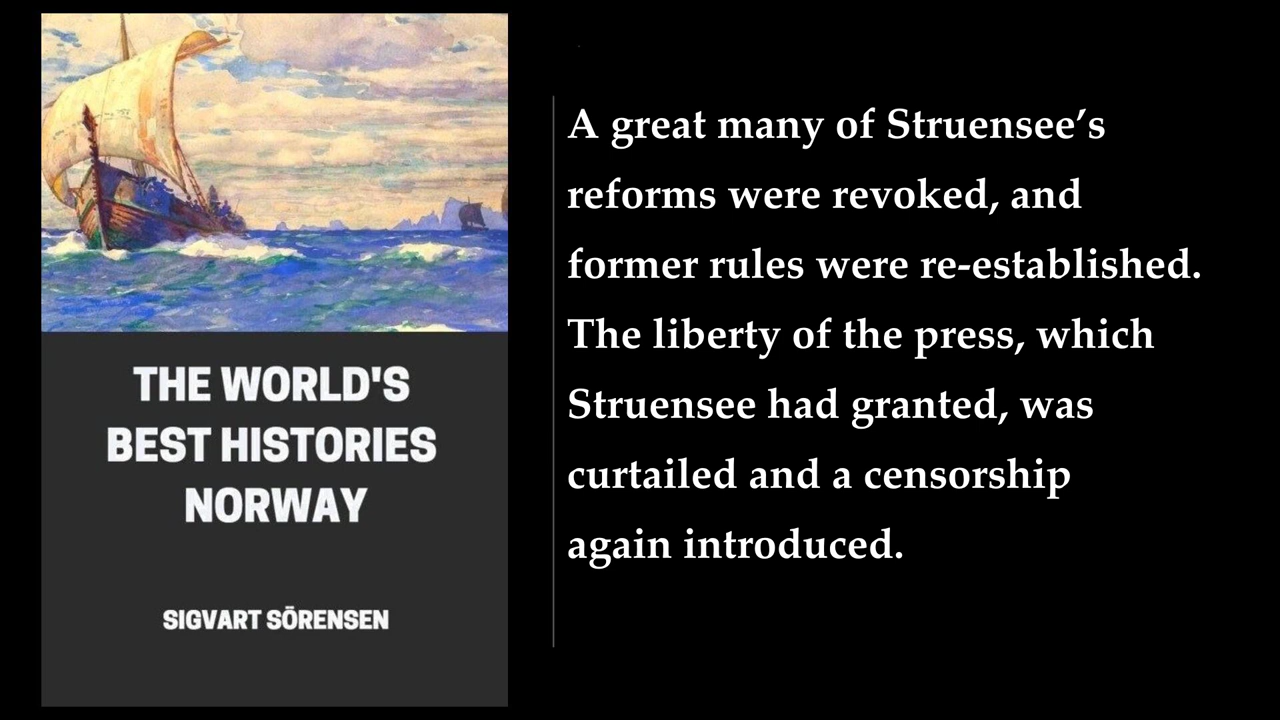 THE WORLD'S
BEST HISTORIES
NORWAY
SIGVART SÖRENSEN
A great many of Struensee’s
reforms were revoked, and
former rules were re-established.
The liberty of the press, which
Struensee had granted, was
curtailed and a censorship
again introduced.